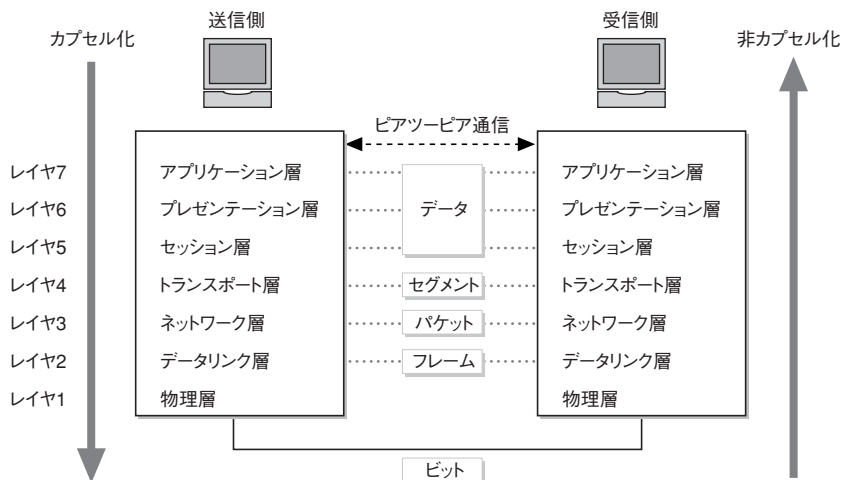 送信側 受信側
カプセル化 非カプセル化
ピアツーピア通信
レイヤ7 アプリケーション層 アプリケーション層
レイヤ6 プレゼンテーション層 データ プレゼンテーション層
レイヤ5 セッション層 セッション層
レイヤ4 トランスポート層 セグメント トランスポート層
レイヤ3 ネットワーク層 パケット ネットワーク層
レイヤ2 データリンク層 フレーム データリンク層
レイヤ1 物理層 物理層
ビット